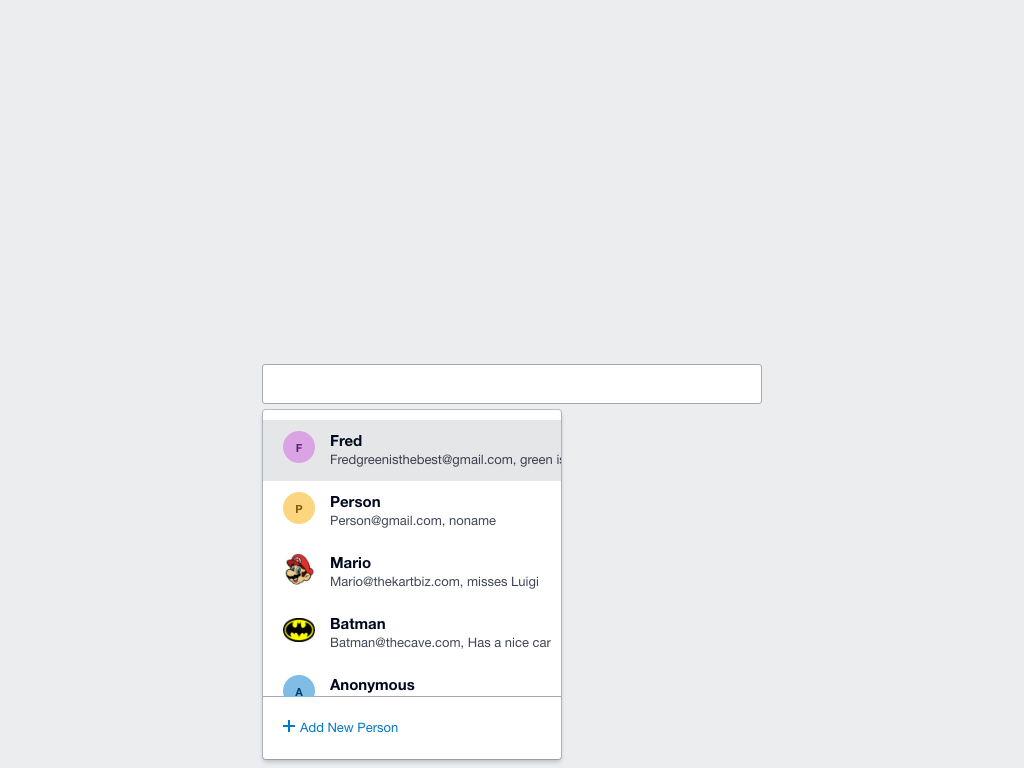 F
Fred
Fredgreenisthebest@gmail.com, green is
P
Person
Person@gmail.com, noname
Mario
Mario@thekartbiz.com, misses Luigi
Batman
Batman@thecave.com, Has a nice car
A
Anonymous
Add New Person